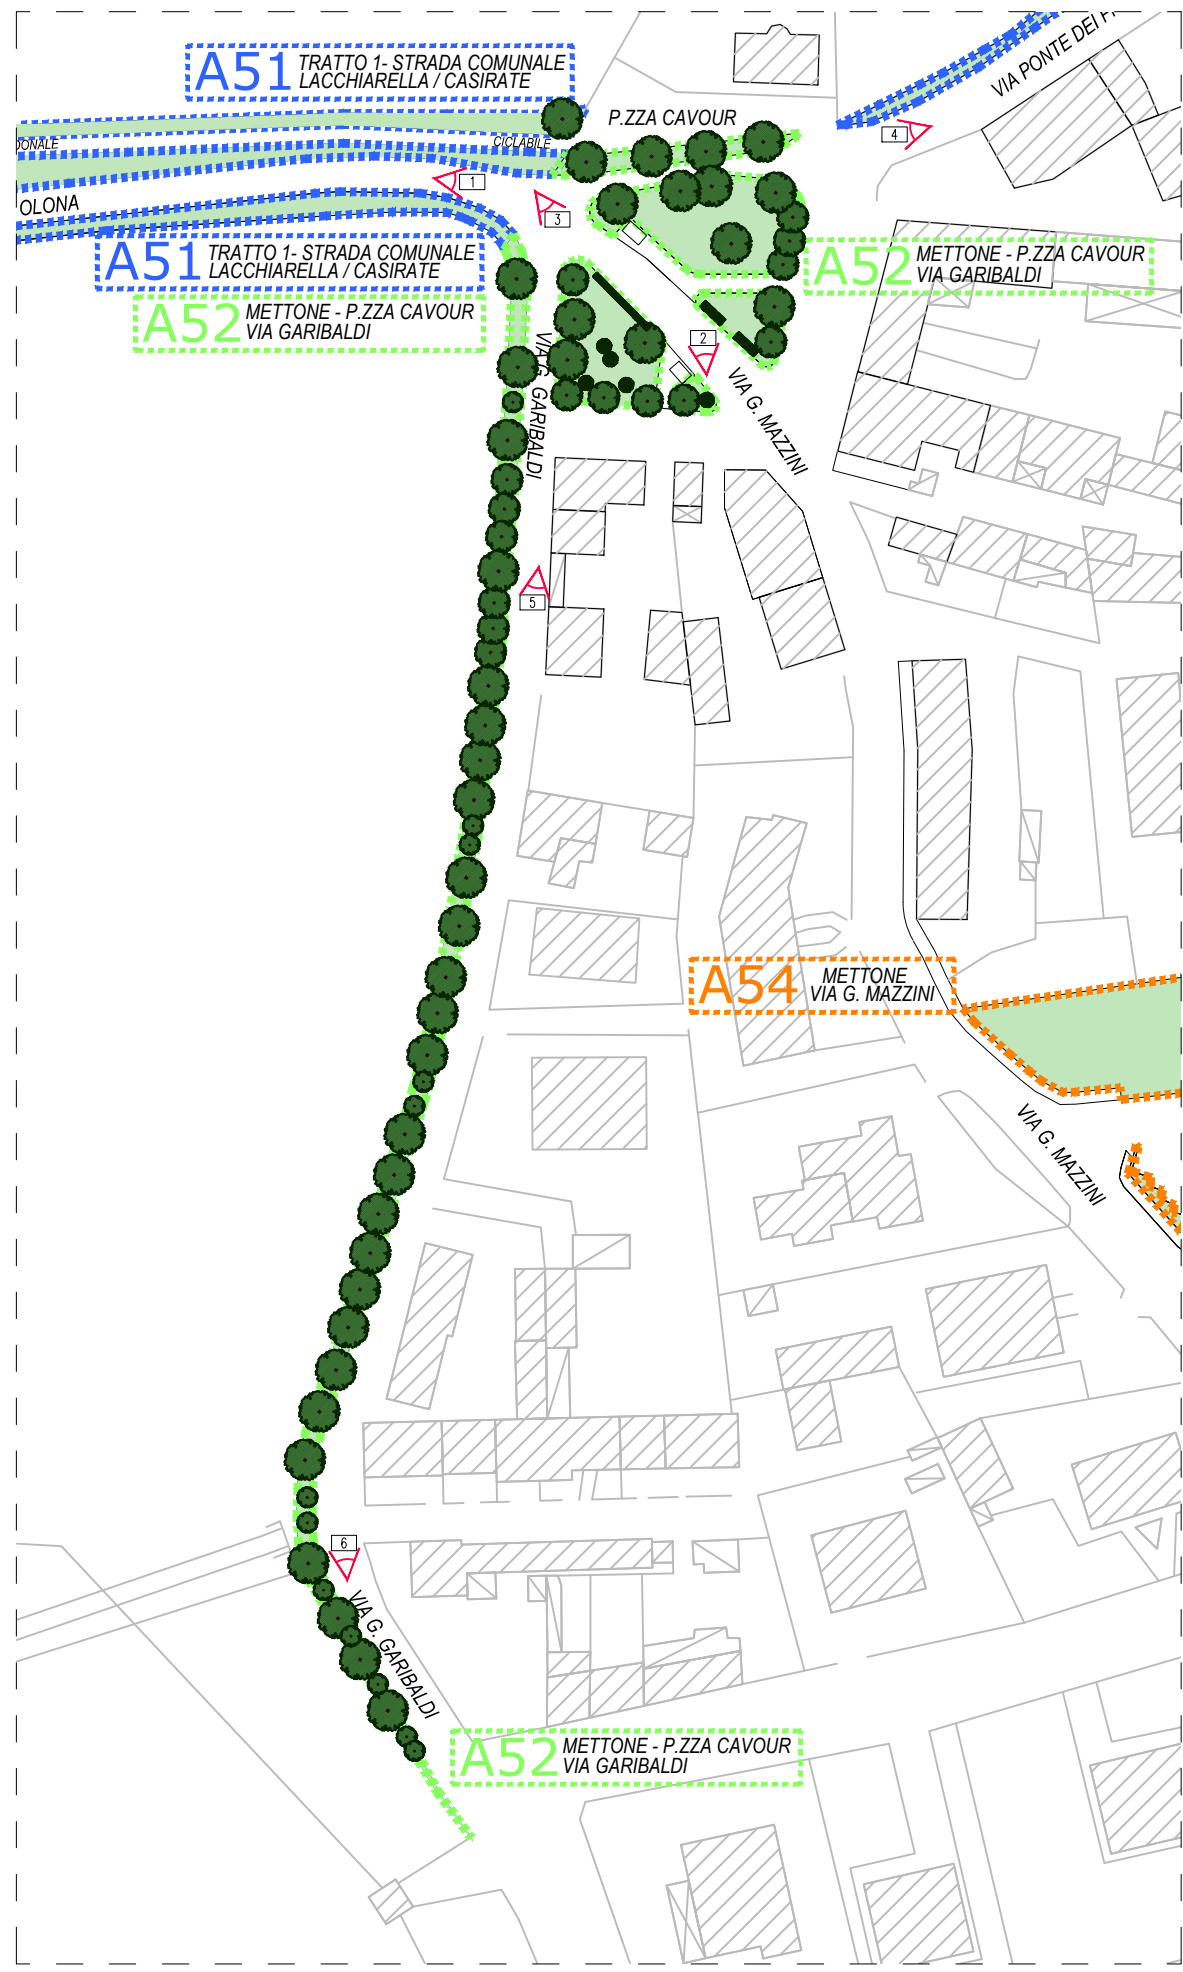 A51 TRATTO 1- STRADA COMUNALE
LACCHIARELLA / CASIRATE
P.ZZA CAVOUR
VIA PONTE DEI
4
DONALE
CICLABILE
1
OLONA
3
A51 TRATTO 1- STRADA COMUNALE
LACCHIARELLA / CASIRATE
A52 METTONE - P.ZZA CAVOUR
VIA GARIBALDI
A52 METTONE - P.ZZA CAVOUR
VIA GARIBALDI
2
VIA G. GARIBALDI
VIA G. MAZZINI
5
A54 METTONE
VIA G. MAZZINI
VIA G. MAZZINI
6
VIA G. GARIBALDI
A52 METTONE - P.ZZA CAVOUR
VIA GARIBALDI